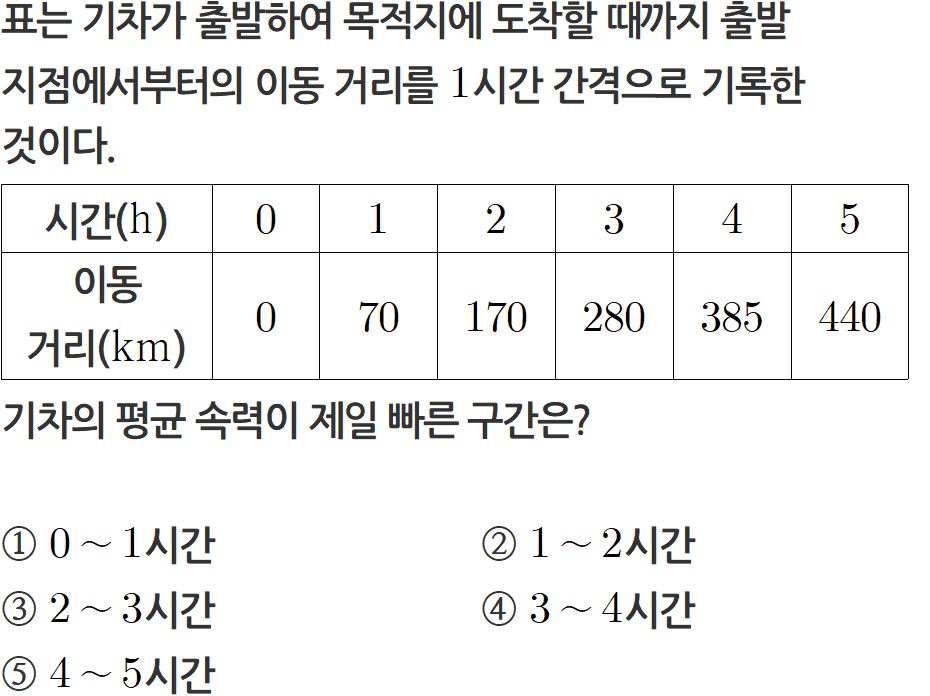 표는 기차가 출발하여 목적지에 도착할 때까지 출발
지점에서부터의 이동 거리를 1시간 간격으로 기록한
것이다.
시간(h) 0 1 2 3 4 5
이동
거리(km) 0 70 170 280 385 440
기차의 평균 속력이 제일 빠른 구간은?
① 0 ~ 1시간 ② 1 ~ 2시간
③ 2 ~ 3시간 ④ 3 ~ 4시간
⑤ 4 ~ 5시간